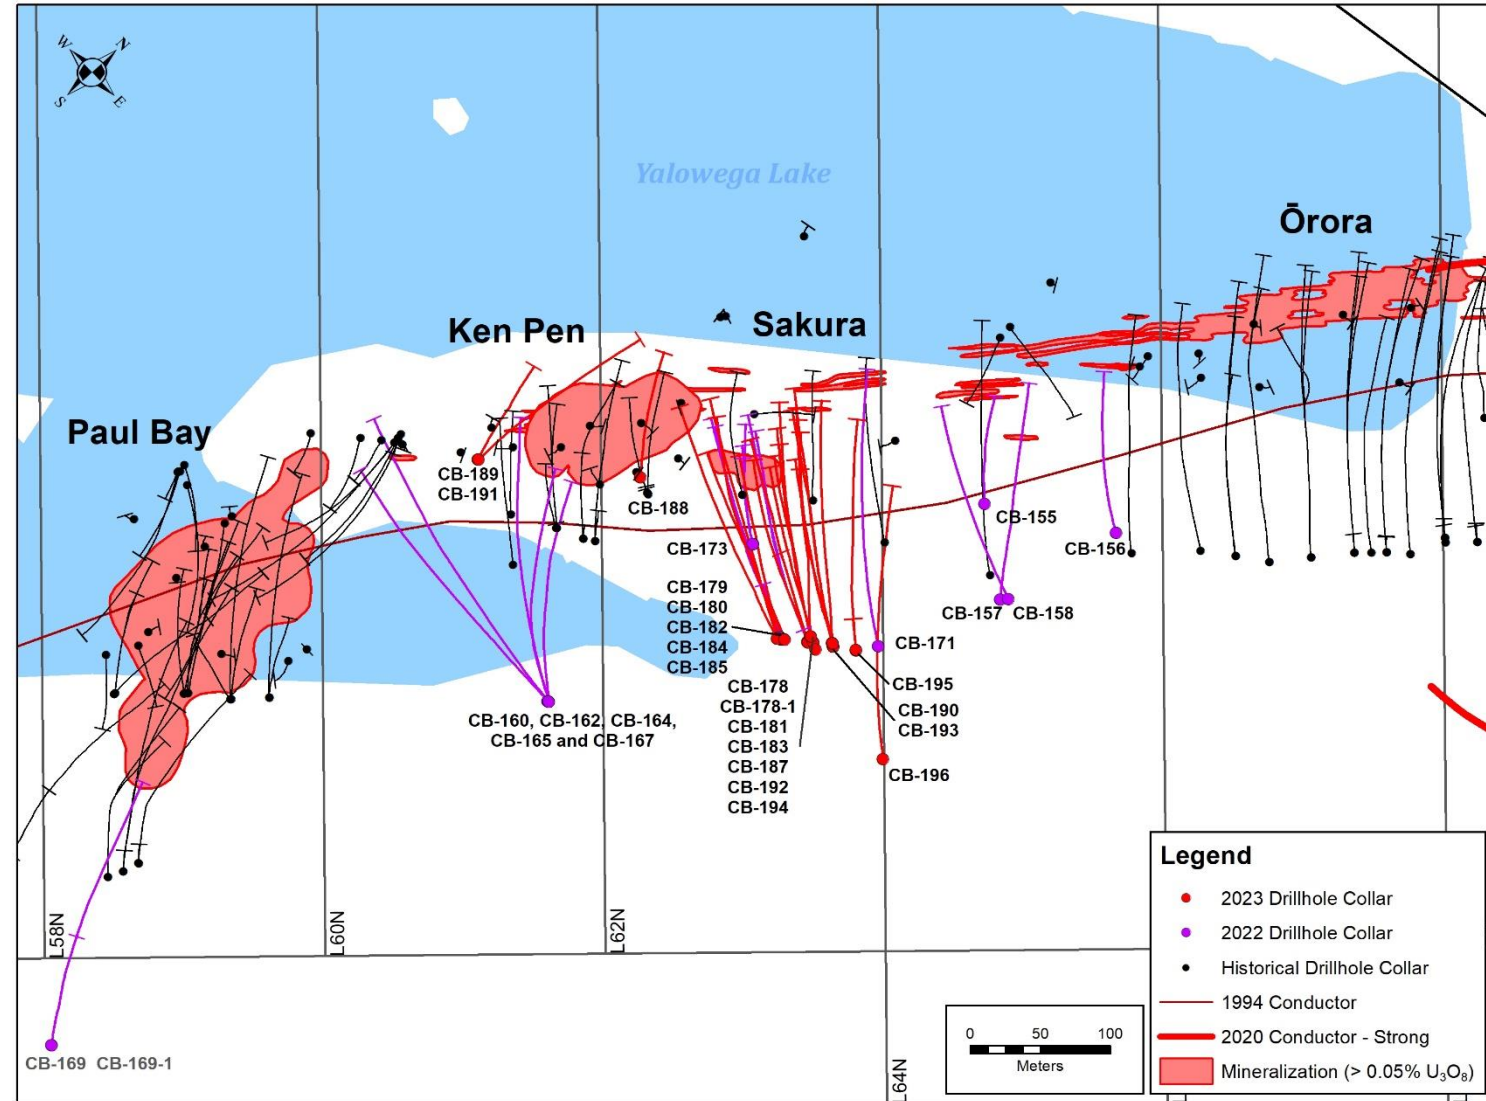 W N
S E
Yalowega Lake
Ōrora
Sakura
Ken Pen
Paul Bay
CB-189
CB-191
CB-188
CB-173
CB-155
CB-156
CB-157 CB-158
CB-179
CB-180
CB-182
CB-184
CB-185
CB-171
CB-195
CB-190
CB-193
CB-178
CB-178-1
CB-181
CB-183
CB-187
CB-192
CB-194
CB-160, CB-162, CB-164,
CB-165 and CB-167
CB-196
L58N
L60N
L62N
L64N
CB-169 CB-169-1
0 50 100
Meters
Legend
2023 Drillhole Collar
2022 Drillhole Collar
Historical Drillhole Collar
1994 Conductor
2020 Conductor - Strong
Mineralization (> 0.05% U₃O₈)